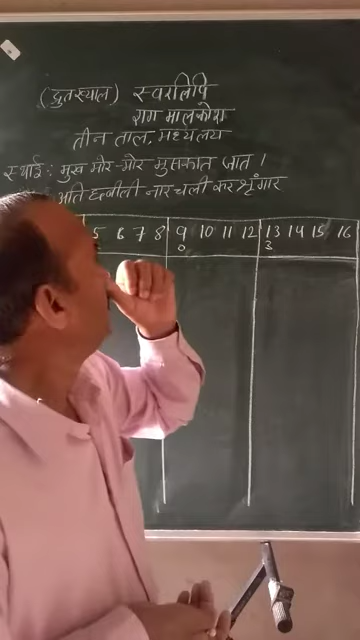 (द्रुतख्याल) स्वरलिपि
राग मालकोश
तीन ताल, मध्यलय
स्थाई: मुख मोर-मोर मुसकात जात ।
अति छबीली नार चली कर श्रृंगार
5 6 7 8 9 10 11 12 13 14 15 16
0 3